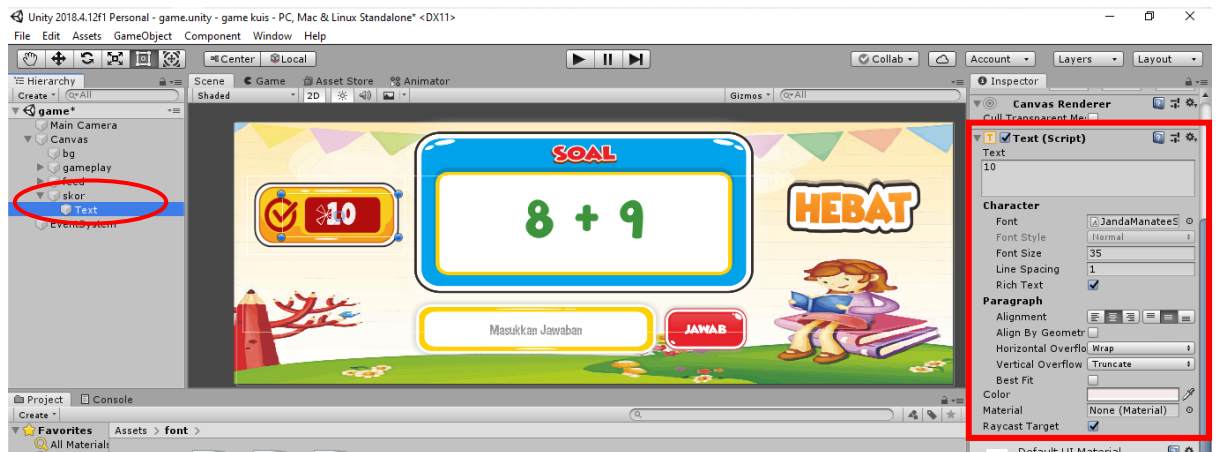 Unity 2018.4.12f1 Personal - game.unity - game kuis - PC, Mac & Linux Standalone* <DX11>
File Edit Assets GameObject Component Window Help
Center Local Collab Account Layers Layout
Hierarchy Scene Game Asset Store Animator Inspector
Create All Shaded 2D Gizmos All
game*
Main Camera
Canvas
bg
gameplay
feed
skor
Text
EventSystem
SOAL
10
8 + 9
HEBAT
Masukkan Jawaban
JAWAB
Canvas Renderer
Cull Transparent Me
Text (Script)
Text
10
Character
Font JandaManateeS
Font Style Normal
Font Size 35
Line Spacing 1
Rich Text
Paragraph
Alignment
Align By Geometr
Horizontal Overflo Wrap
Vertical Overflow Truncate
Best Fit
Color
Material None (Material)
Raycast Target
Default UI Material
Project Console
Create
Favorites Assets > font >
All Materials